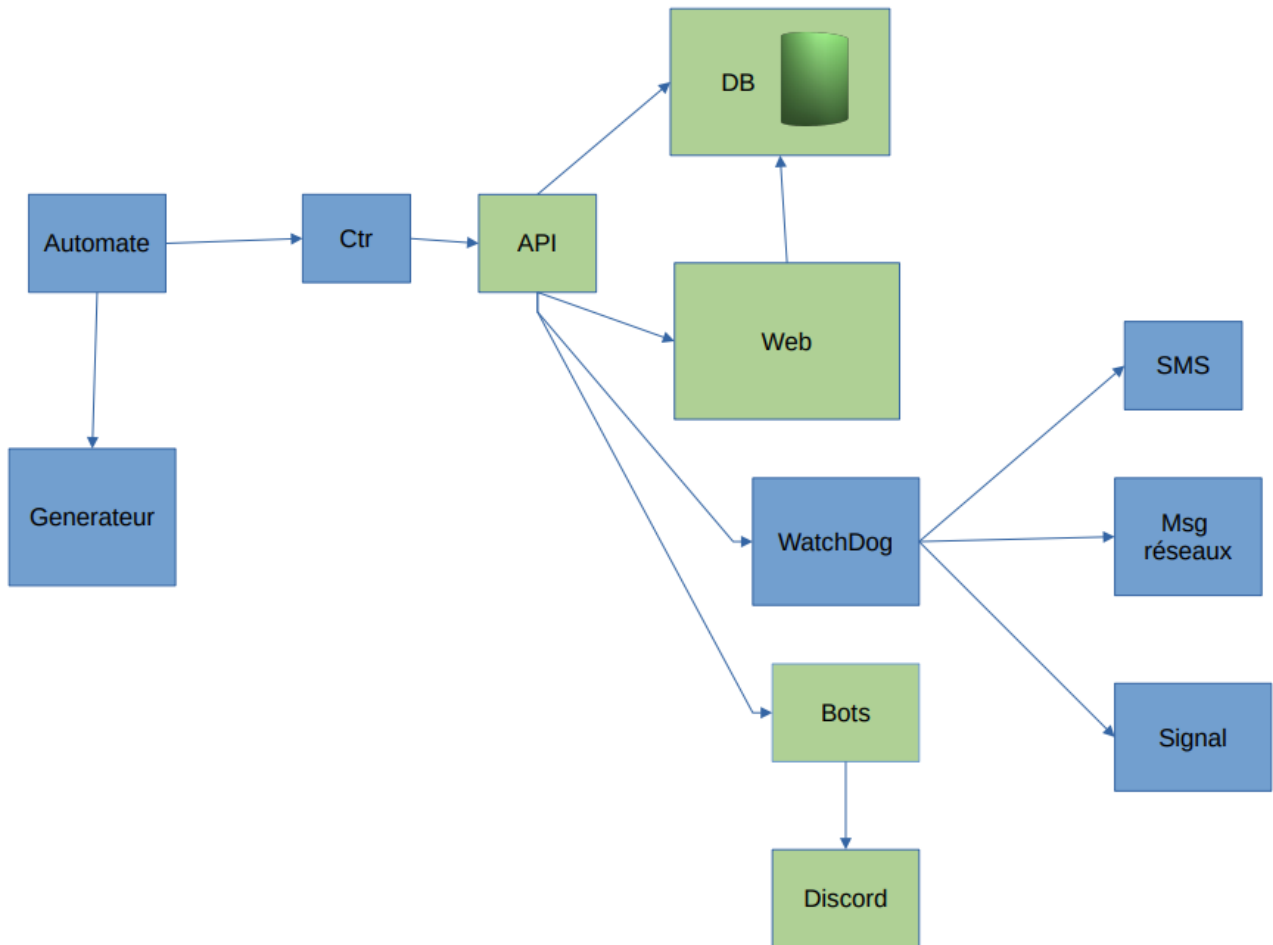 DB
Automate
Ctr
API
Web
SMS
Generateur
WatchDog
Msg
réseaux
Bots
Signal
Discord